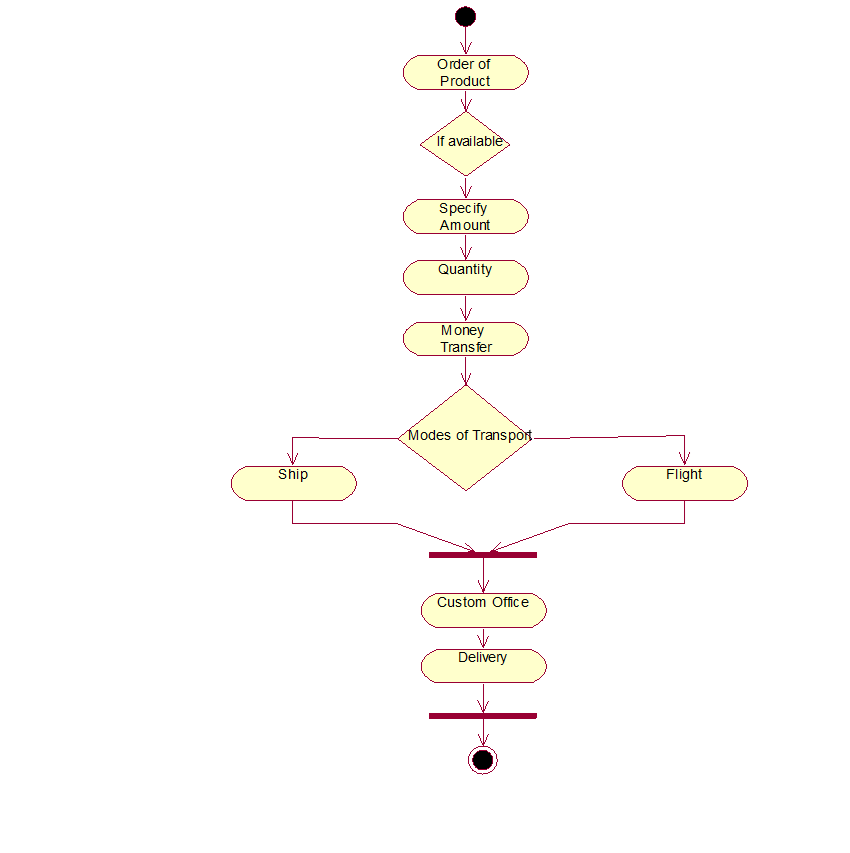 Order of
Product
If available
Specify
Amount
Quantity
Money
Transfer
Modes of Transport
Ship
Flight
Custom Office
Delivery